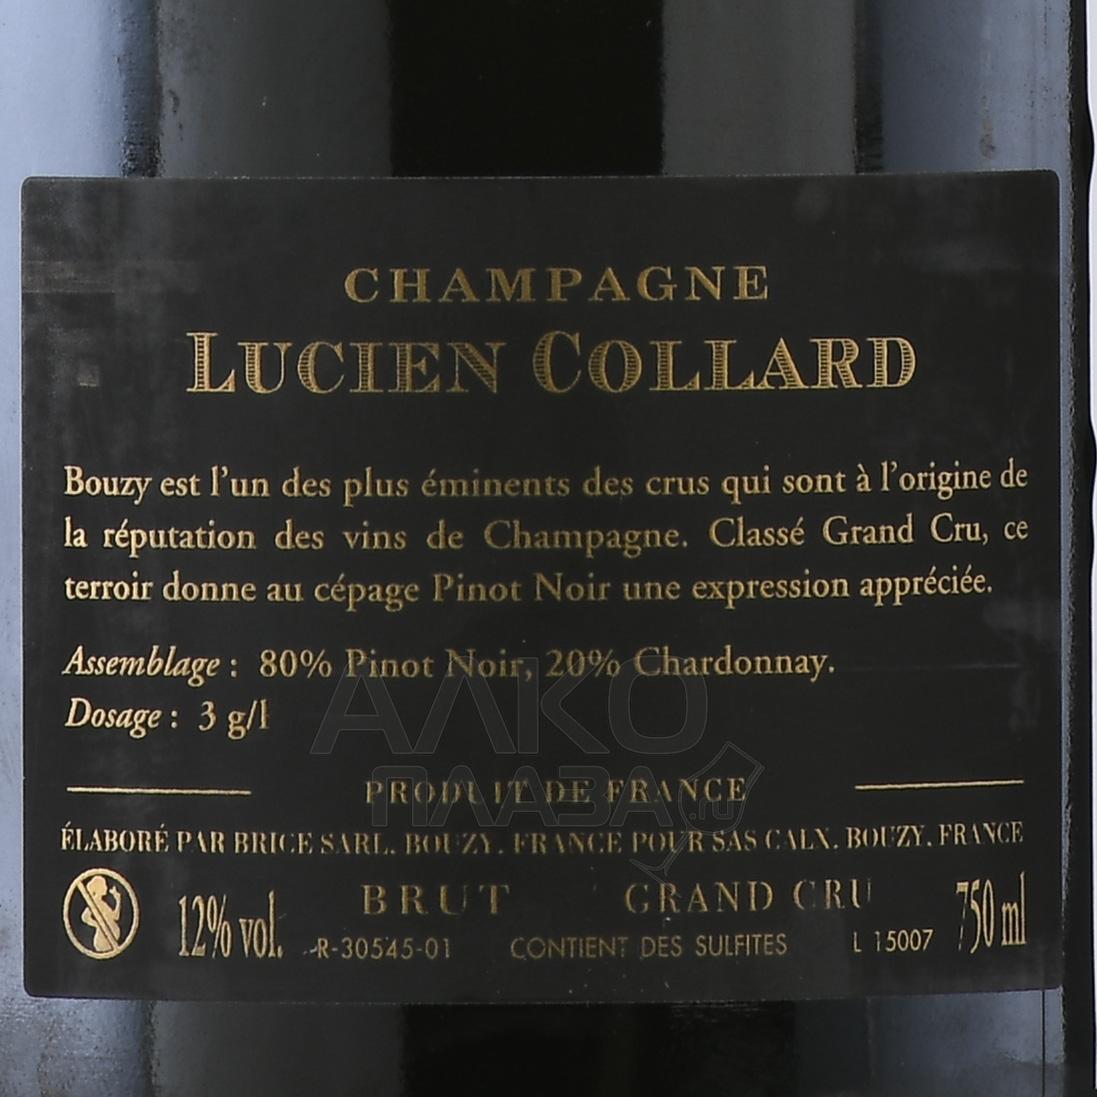 CHAMPAGNE
LUCIEN COLLARD
Bouzy est l'un des plus éminents des crus qui sont à l'origine de
la réputation des vins de Champagne. Classé Grand Cru, ce
terroir donne au cépage Pinot Noir une expression appréciée.
Assemblage : 80% Pinot Noir, 20% Chardonnay.
Dosage : 3 g/l
АЛКО
ПЛАЗА.ru
PRODUIT DE FRANCE
ÉLABORÉ PAR BRICE SARL. BOUZY. FRANCE POUR SAS CALX. BOUZY. FRANCE
12% vol. BRUT GRAND CRU 750 ml
R-30545-01 CONTIENT DES SULFITES L 15007